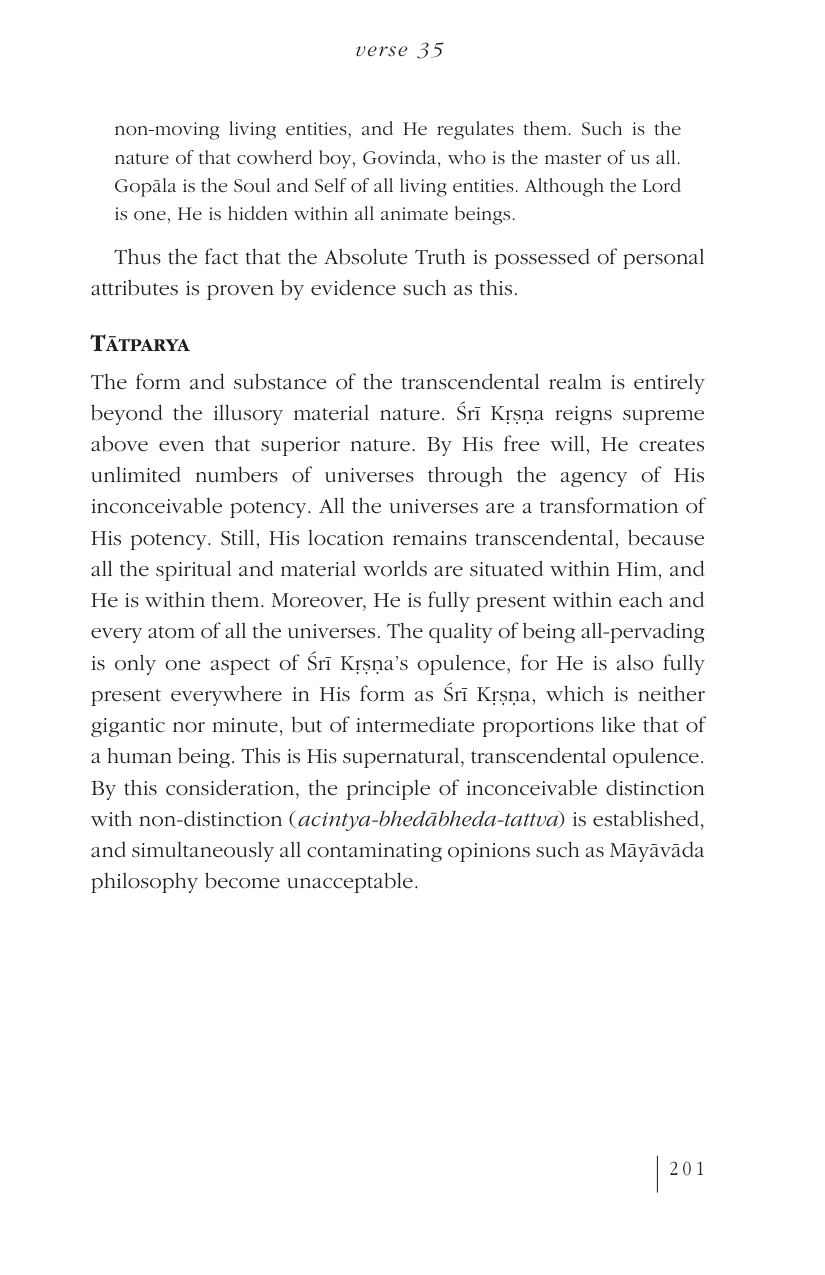 verse 35
non-moving living entities, and He regulates them. Such is the
nature of that cowherd boy, Govinda, who is the master of us all.
Gopāla is the Soul and Self of all living entities. Although the Lord
is one, He is hidden within all animate beings.
Thus the fact that the Absolute Truth is possessed of personal
attributes is proven by evidence such as this.
Tātparya
The form and substance of the transcendental realm is entirely
beyond the illusory material nature. Śrī Kṛṣṇa reigns supreme
above even that superior nature. By His free will, He creates
unlimited numbers of universes through the agency of His
inconceivable potency. All the universes are a transformation of
His potency. Still, His location remains transcendental, because
all the spiritual and material worlds are situated within Him, and
He is within them. Moreover, He is fully present within each and
every atom of all the universes. The quality of being all-pervading
is only one aspect of Śrī Kṛṣṇa’s opulence, for He is also fully
present everywhere in His form as Śrī Kṛṣṇa, which is neither
gigantic nor minute, but of intermediate proportions like that of
a human being. This is His supernatural, transcendental opulence.
By this consideration, the principle of inconceivable distinction
with non-distinction (acintya-bhedābheda-tattva) is established,
and simultaneously all contaminating opinions such as Māyāvāda
philosophy become unacceptable.
201